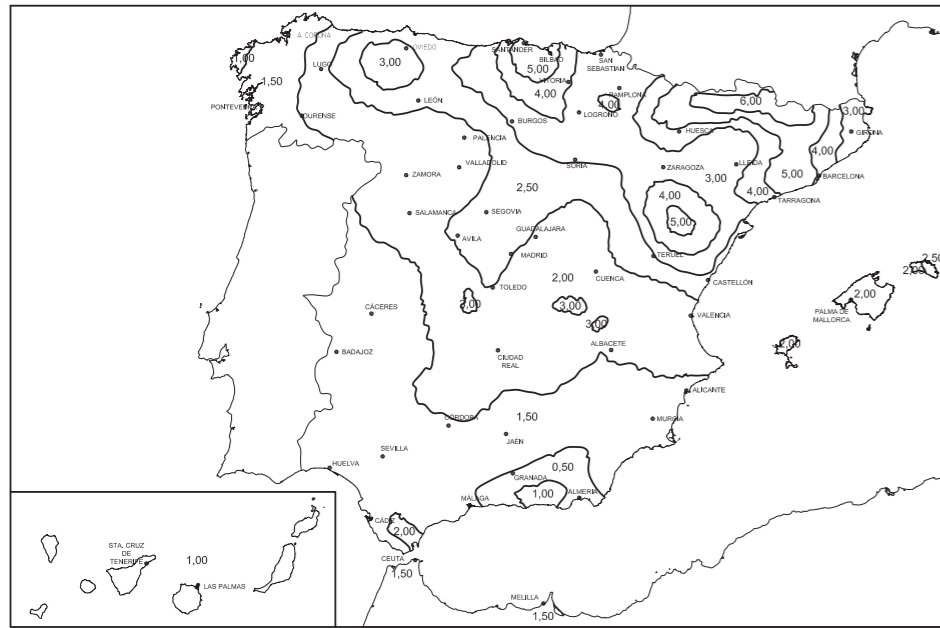 A CORUÑA
OVIEDO
SANTANDER
BILBAO
SAN
SEBASTIAN
1,00
LUGO
3,00
5,00
VITORIA
1,50
4,00
PAMPLONA
LEÓN
4,00
6,00
PONTEVEDRA
OURENSE
BURGOS
LOGROÑO
3,00
HUESCA
GIRONA
PALENCIA
4,00
VALLADOLID
SORIA
ZARAGOZA
LLEIDA
ZAMORA
3,00
5,00
BARCELONA
2,50
4,00
4,00
TARRAGONA
SALAMANCA
SEGOVIA
5,00
AVILA
GUADALAJARA
MADRID
TERUEL
2,50
2,00
2,00
CUENCA
CASTELLÓN
TOLEDO
2,00
3,00
3,00
CÁCERES
VALENCIA
PALMA DE
MALLORCA
3,00
2,00
BADAJOZ
CIUDAD
REAL
ALBACETE
ALICANTE
1,50
MURCIA
CÓRDOBA
JAÉN
SEVILLA
HUELVA
0,50
GRANADA
1,00
ALMERIA
MÁLAGA
CÁDIZ
2,00
CEUTA
1,50
STA. CRUZ
DE
TENERIFE
1,00
LAS PALMAS
MELILLA
1,50